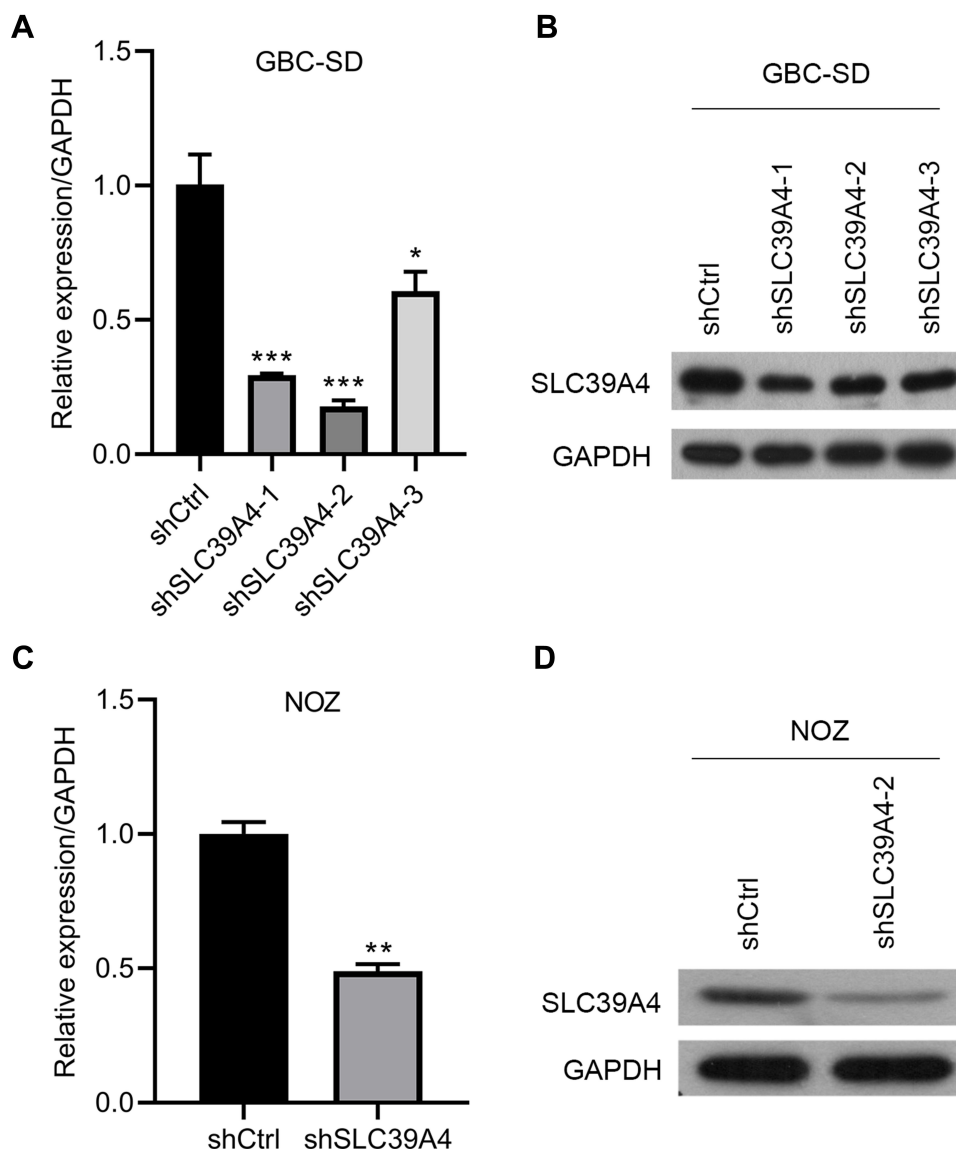 A
GBC-SD
Relative expression/GAPDH
1.5
1.0
0.5
0.0
***
***
*
shCtrl
shSLC39A4-1
shSLC39A4-2
shSLC39A4-3
B
GBC-SD
shCtrl
shSLC39A4-1
shSLC39A4-2
shSLC39A4-3
SLC39A4
GAPDH
C
NOZ
Relative expression/GAPDH
1.5
1.0
0.5
0.0
**
shCtrl
shSLC39A4
D
NOZ
shCtrl
shSLC39A4-2
SLC39A4
GAPDH